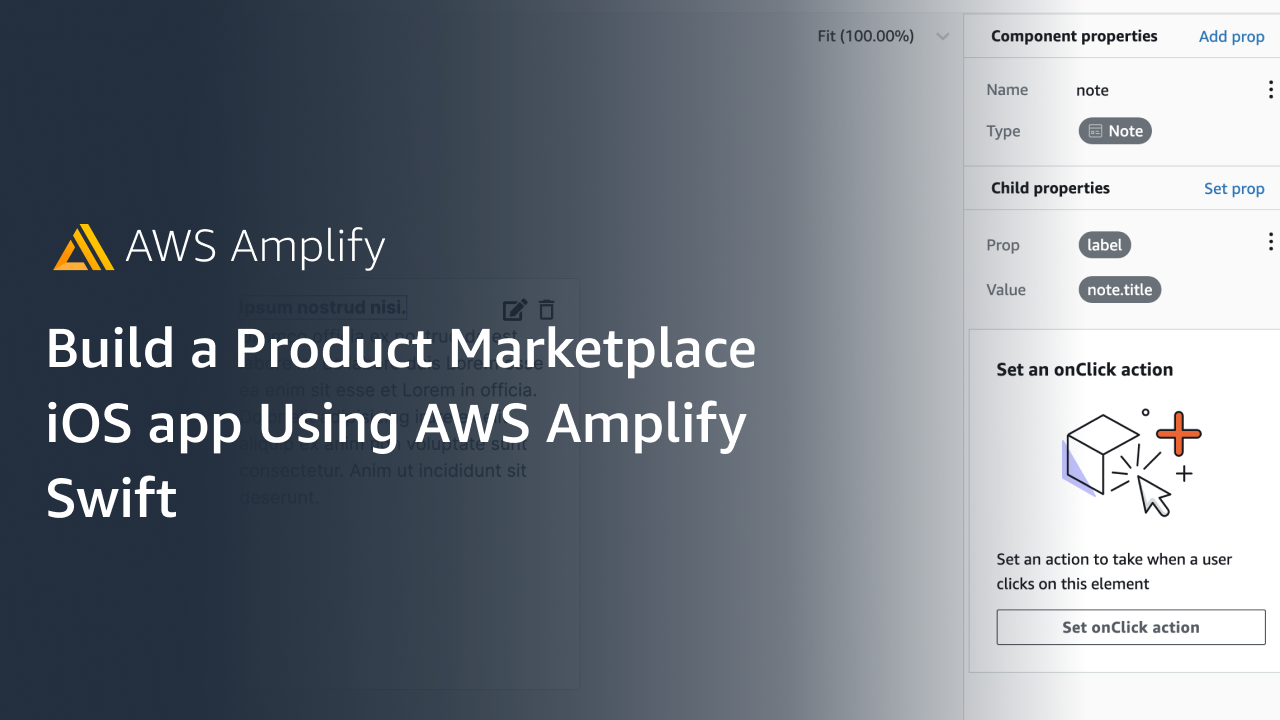 Fit (100.00%)
Component properties Add prop
Name note
Type Note
Child properties Set prop
Prop label
Value note.title
Set an onClick action
Set an action to take when a user
clicks on this element
Set onClick action
AWS Amplify
Build a Product Marketplace
iOS app Using AWS Amplify
Swift
Ipsum nostrud nisi.
ea enim sit esse et Lorem in officia.
consectetur. Anim ut incididunt sit
deserunt.